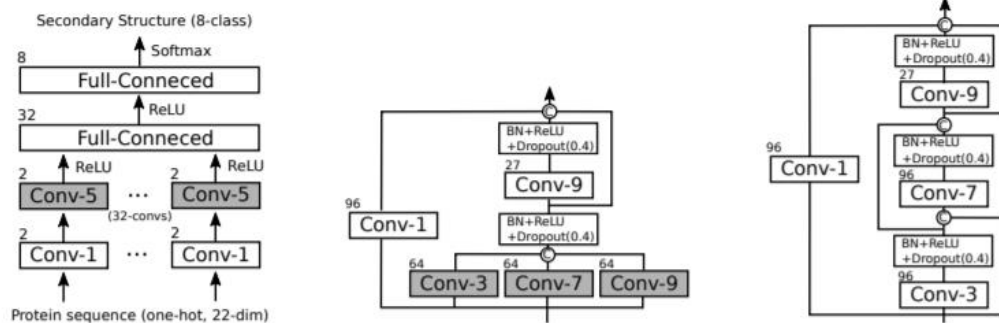 Secondary Structure (8-class)
Softmax
8
Full-Conneced
ReLU
32
Full-Conneced
ReLU
ReLU
2
Conv-5
...
2
Conv-5
(32-convs)
2
Conv-1
...
2
Conv-1
Protein sequence (one-hot, 22-dim)
C
BN+ReLU
+Dropout(0.4)
27
Conv-9
96
Conv-1
BN+ReLU
+Dropout(0.4)
C
64
Conv-3
64
Conv-7
64
Conv-9
C
BN+ReLU
+Dropout(0.4)
27
Conv-9
C
96
Conv-1
BN+ReLU
+Dropout(0.4)
96
Conv-7
C
BN+ReLU
+Dropout(0.4)
96
Conv-3